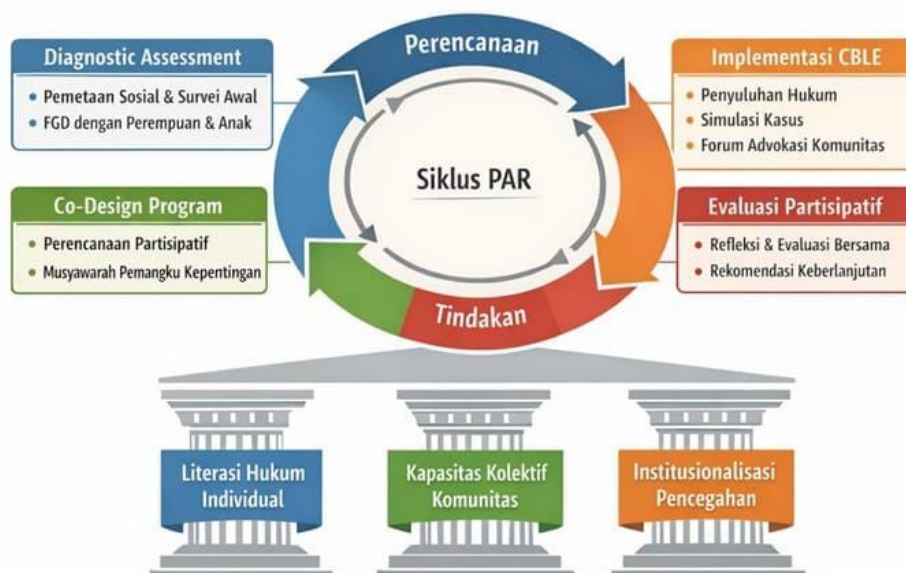 Perencanaan
Diagnostic Assessment
• Pemetaan Sosial & Survei Awal
• FGD dengan Perempuan & Anak
Implementasi CBLE
• Penyuluhan Hukum
• Simulasi Kasus
• Forum Advokasi Komunitas
Siklus PAR
Co-Design Program
• Perencanaan Partisipatif
• Musyawarah Pemangku Kepentingan
Evaluasi Partisipatif
• Refleksi & Evaluasi Bersama
• Rekomendasi Keberlanjutan
Tindakan
Literasi Hukum
Individual
Kapasitas Kolektif
Komunitas
Institusionalisasi
Pencegahan